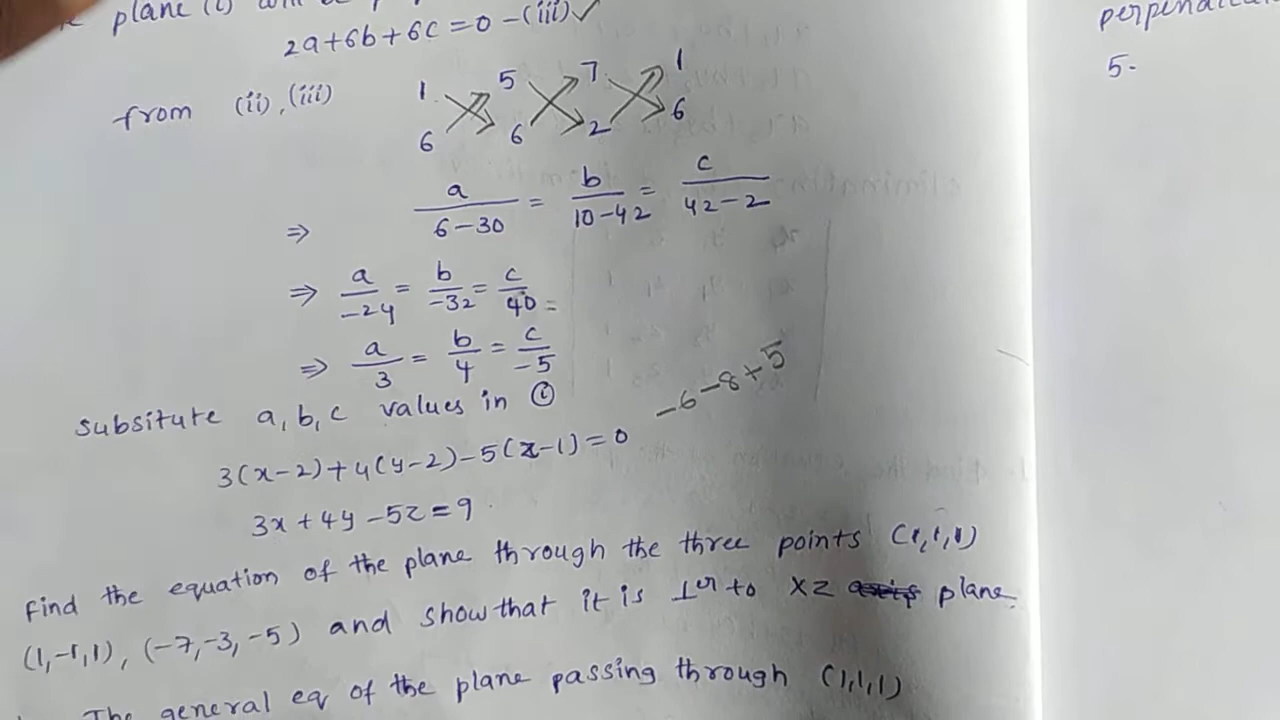 plane (i) will
2a+6b+6c=0-(iii)✓
from (ii),(iii) 1 5 7 1
6 6 2 6
⇒ a/(6-30) = b/(10-42) = c/(42-2)
⇒ a/-24 = b/-32 = c/40 =
⇒ a/3 = b/4 = c/-5
subsitute a,b,c values in ①
-6-8+5
3(x-2)+4(y-2)-5(z-1)=0
3x+4y-5z=9.
Find the equation of the plane through the three points (1,1,1)
(1,-1,1), (-7,-3,-5) and show that it is ⊥er to XZ plane.
The general eq of the plane passing through (1,1,1)
5-